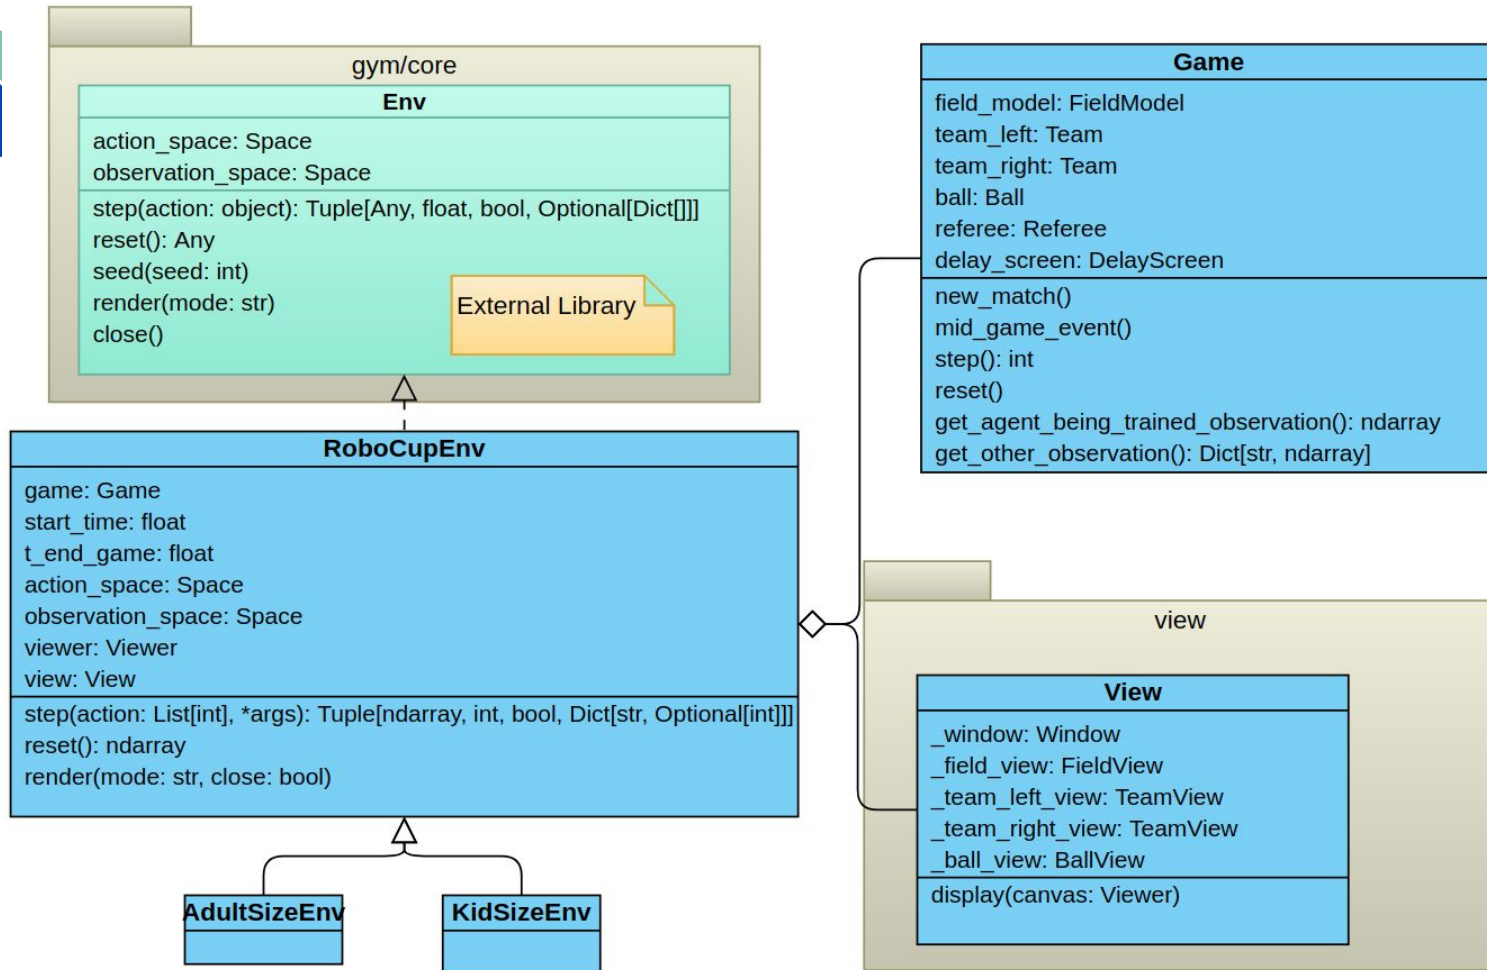 gym/core
Env
action_space: Space
observation_space: Space
step(action: object): Tuple[Any, float, bool, Optional[Dict[]]]
reset(): Any
seed(seed: int)
render(mode: str)
close()
External Library
RoboCupEnv
game: Game
start_time: float
t_end_game: float
action_space: Space
observation_space: Space
viewer: Viewer
view: View
step(action: List[int], *args): Tuple[ndarray, int, bool, Dict[str, Optional[int]]]
reset(): ndarray
render(mode: str, close: bool)
AdultSizeEnv
KidSizeEnv
Game
field_model: FieldModel
team_left: Team
team_right: Team
ball: Ball
referee: Referee
delay_screen: DelayScreen
new_match()
mid_game_event()
step(): int
reset()
get_agent_being_trained_observation(): ndarray
get_other_observation(): Dict[str, ndarray]
view
View
_window: Window
_field_view: FieldView
_team_left_view: TeamView
_team_right_view: TeamView
_ball_view: BallView
display(canvas: Viewer)